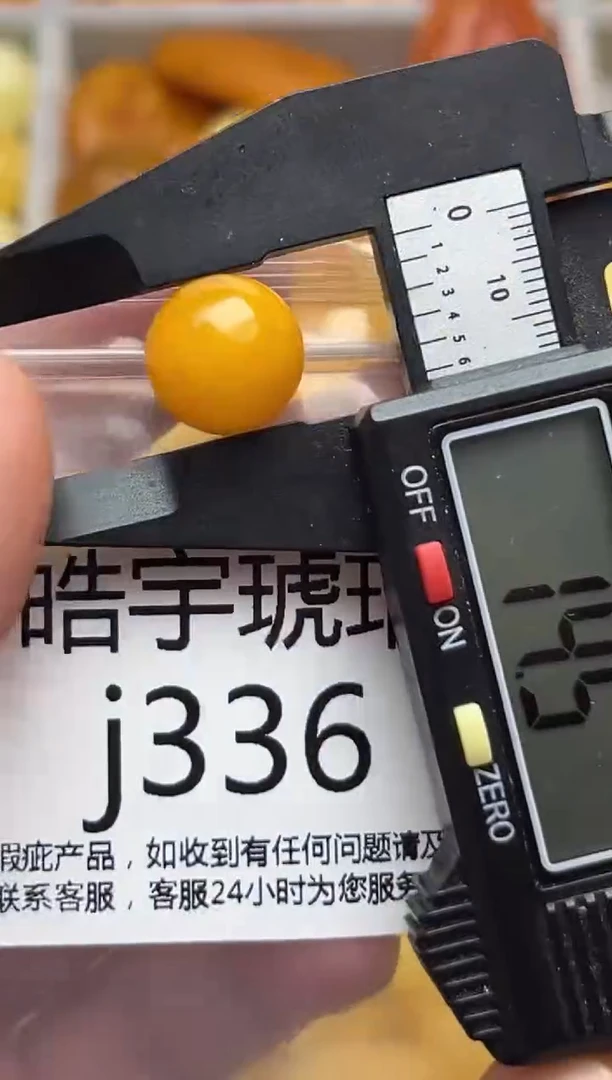 0
10
1
2
3
4
5
6
OFF
ON
ZERO
皓宇琥
j336
瑕疵产品，如收到有任何问题请及
联系客服，客服24小时为您服务